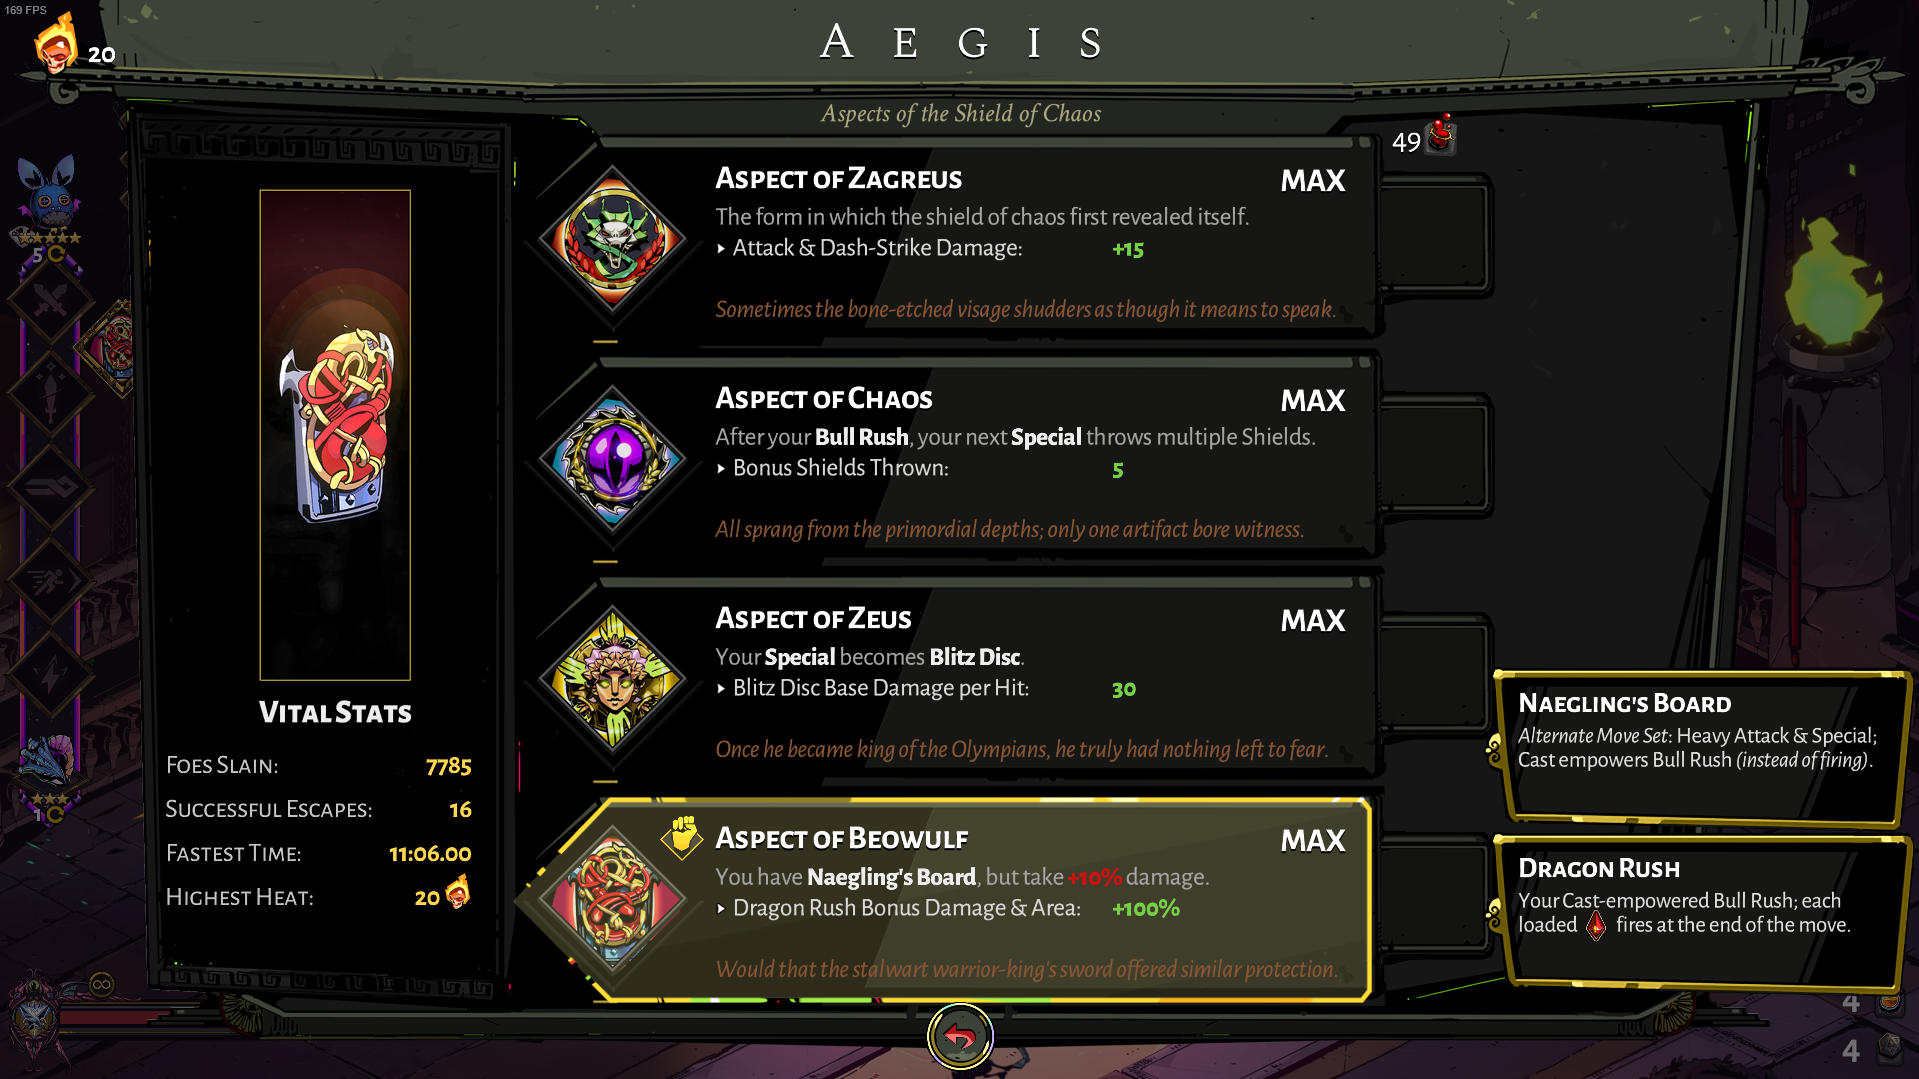 169 FPS
20
AEGIS
Aspects of the Shield of Chaos
49
ASPECT OF ZAGREUS
MAX
The form in which the shield of chaos first revealed itself.
▸ Attack & Dash-Strike Damage: +15
Sometimes the bone-etched visage shudders as though it means to speak.
5
ASPECT OF CHAOS
MAX
After your Bull Rush, your next Special throws multiple Shields.
▸ Bonus Shields Thrown: 5
All sprang from the primordial depths; only one artifact bore witness.
ASPECT OF ZEUS
MAX
Your Special becomes Blitz Disc.
▸ Blitz Disc Base Damage per Hit: 30
Once he became king of the Olympians, he truly had nothing left to fear.
1
ASPECT OF BEOWULF
MAX
You have Naegling's Board, but take +10% damage.
▸ Dragon Rush Bonus Damage & Area: +100%
Would that the stalwart warrior-king's sword offered similar protection.
VITAL STATS
FOES SLAIN: 7785
SUCCESSFUL ESCAPES: 16
FASTEST TIME: 11:06.00
HIGHEST HEAT: 20
NAEGLING'S BOARD
Alternate Move Set: Heavy Attack & Special;
Cast empowers Bull Rush (instead of firing).
DRAGON RUSH
Your Cast-empowered Bull Rush; each
loaded fires at the end of the move.
4
4